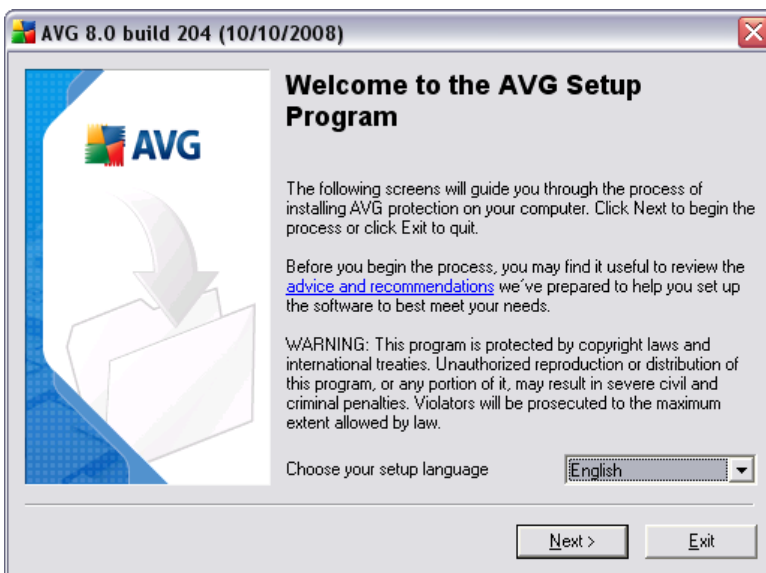 AVG 8.0 build 204 (10/10/2008)
AVG
Welcome to the AVG Setup
Program
The following screens will guide you through the process of
installing AVG protection on your computer. Click Next to begin the
process or click Exit to quit.
Before you begin the process, you may find it useful to review the
advice and recommendations we´ve prepared to help you set up
the software to best meet your needs.
WARNING: This program is protected by copyright laws and
international treaties. Unauthorized reproduction or distribution of
this program, or any portion of it, may result in severe civil and
criminal penalties. Violators will be prosecuted to the maximum
extent allowed by law.
Choose your setup language English
Next > Exit